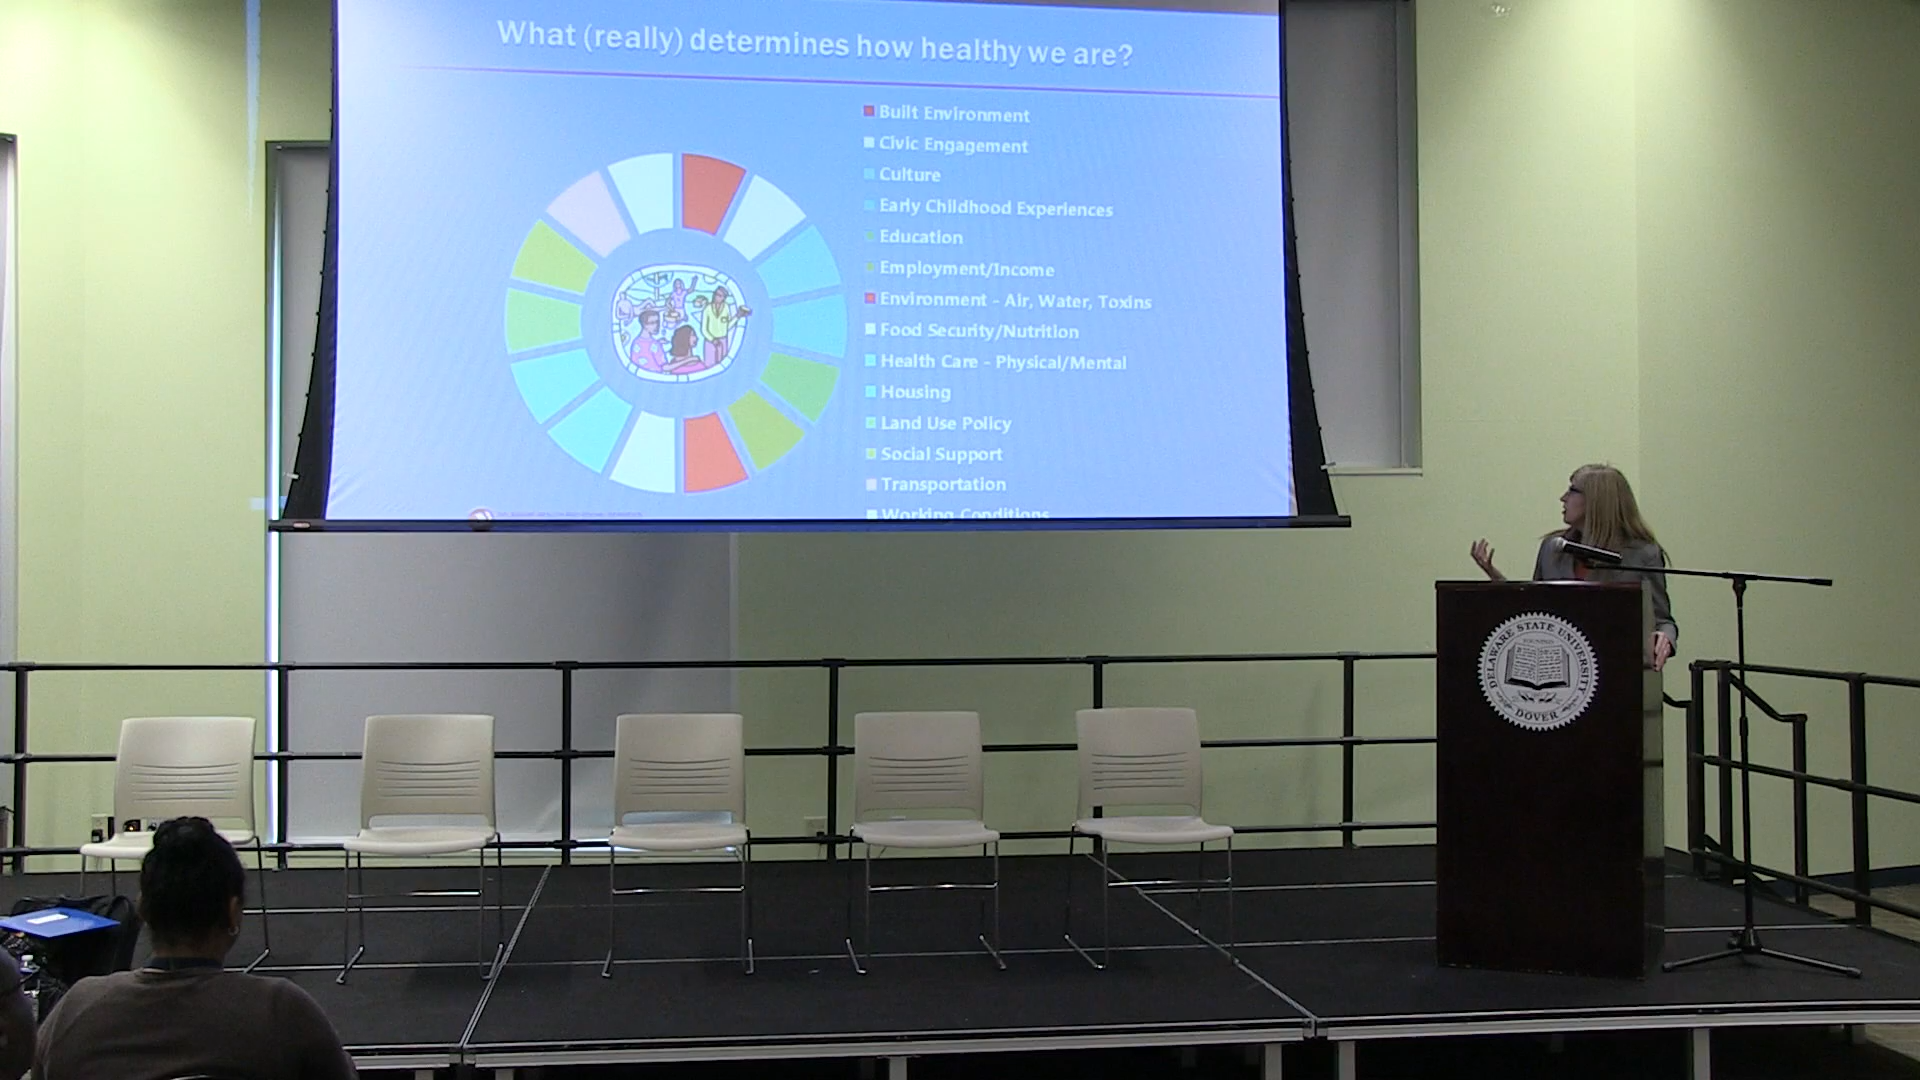 What (really) determines how healthy we are?
Built Environment
Civic Engagement
Culture
Early Childhood Experiences
Education
Employment/Income
Environment - Air, Water, Toxins
Food Security/Nutrition
Health Care - Physical/Mental
Housing
Land Use Policy
Social Support
Transportation
Working Conditions
DELAWARE STATE UNIVERSITY
DOVER